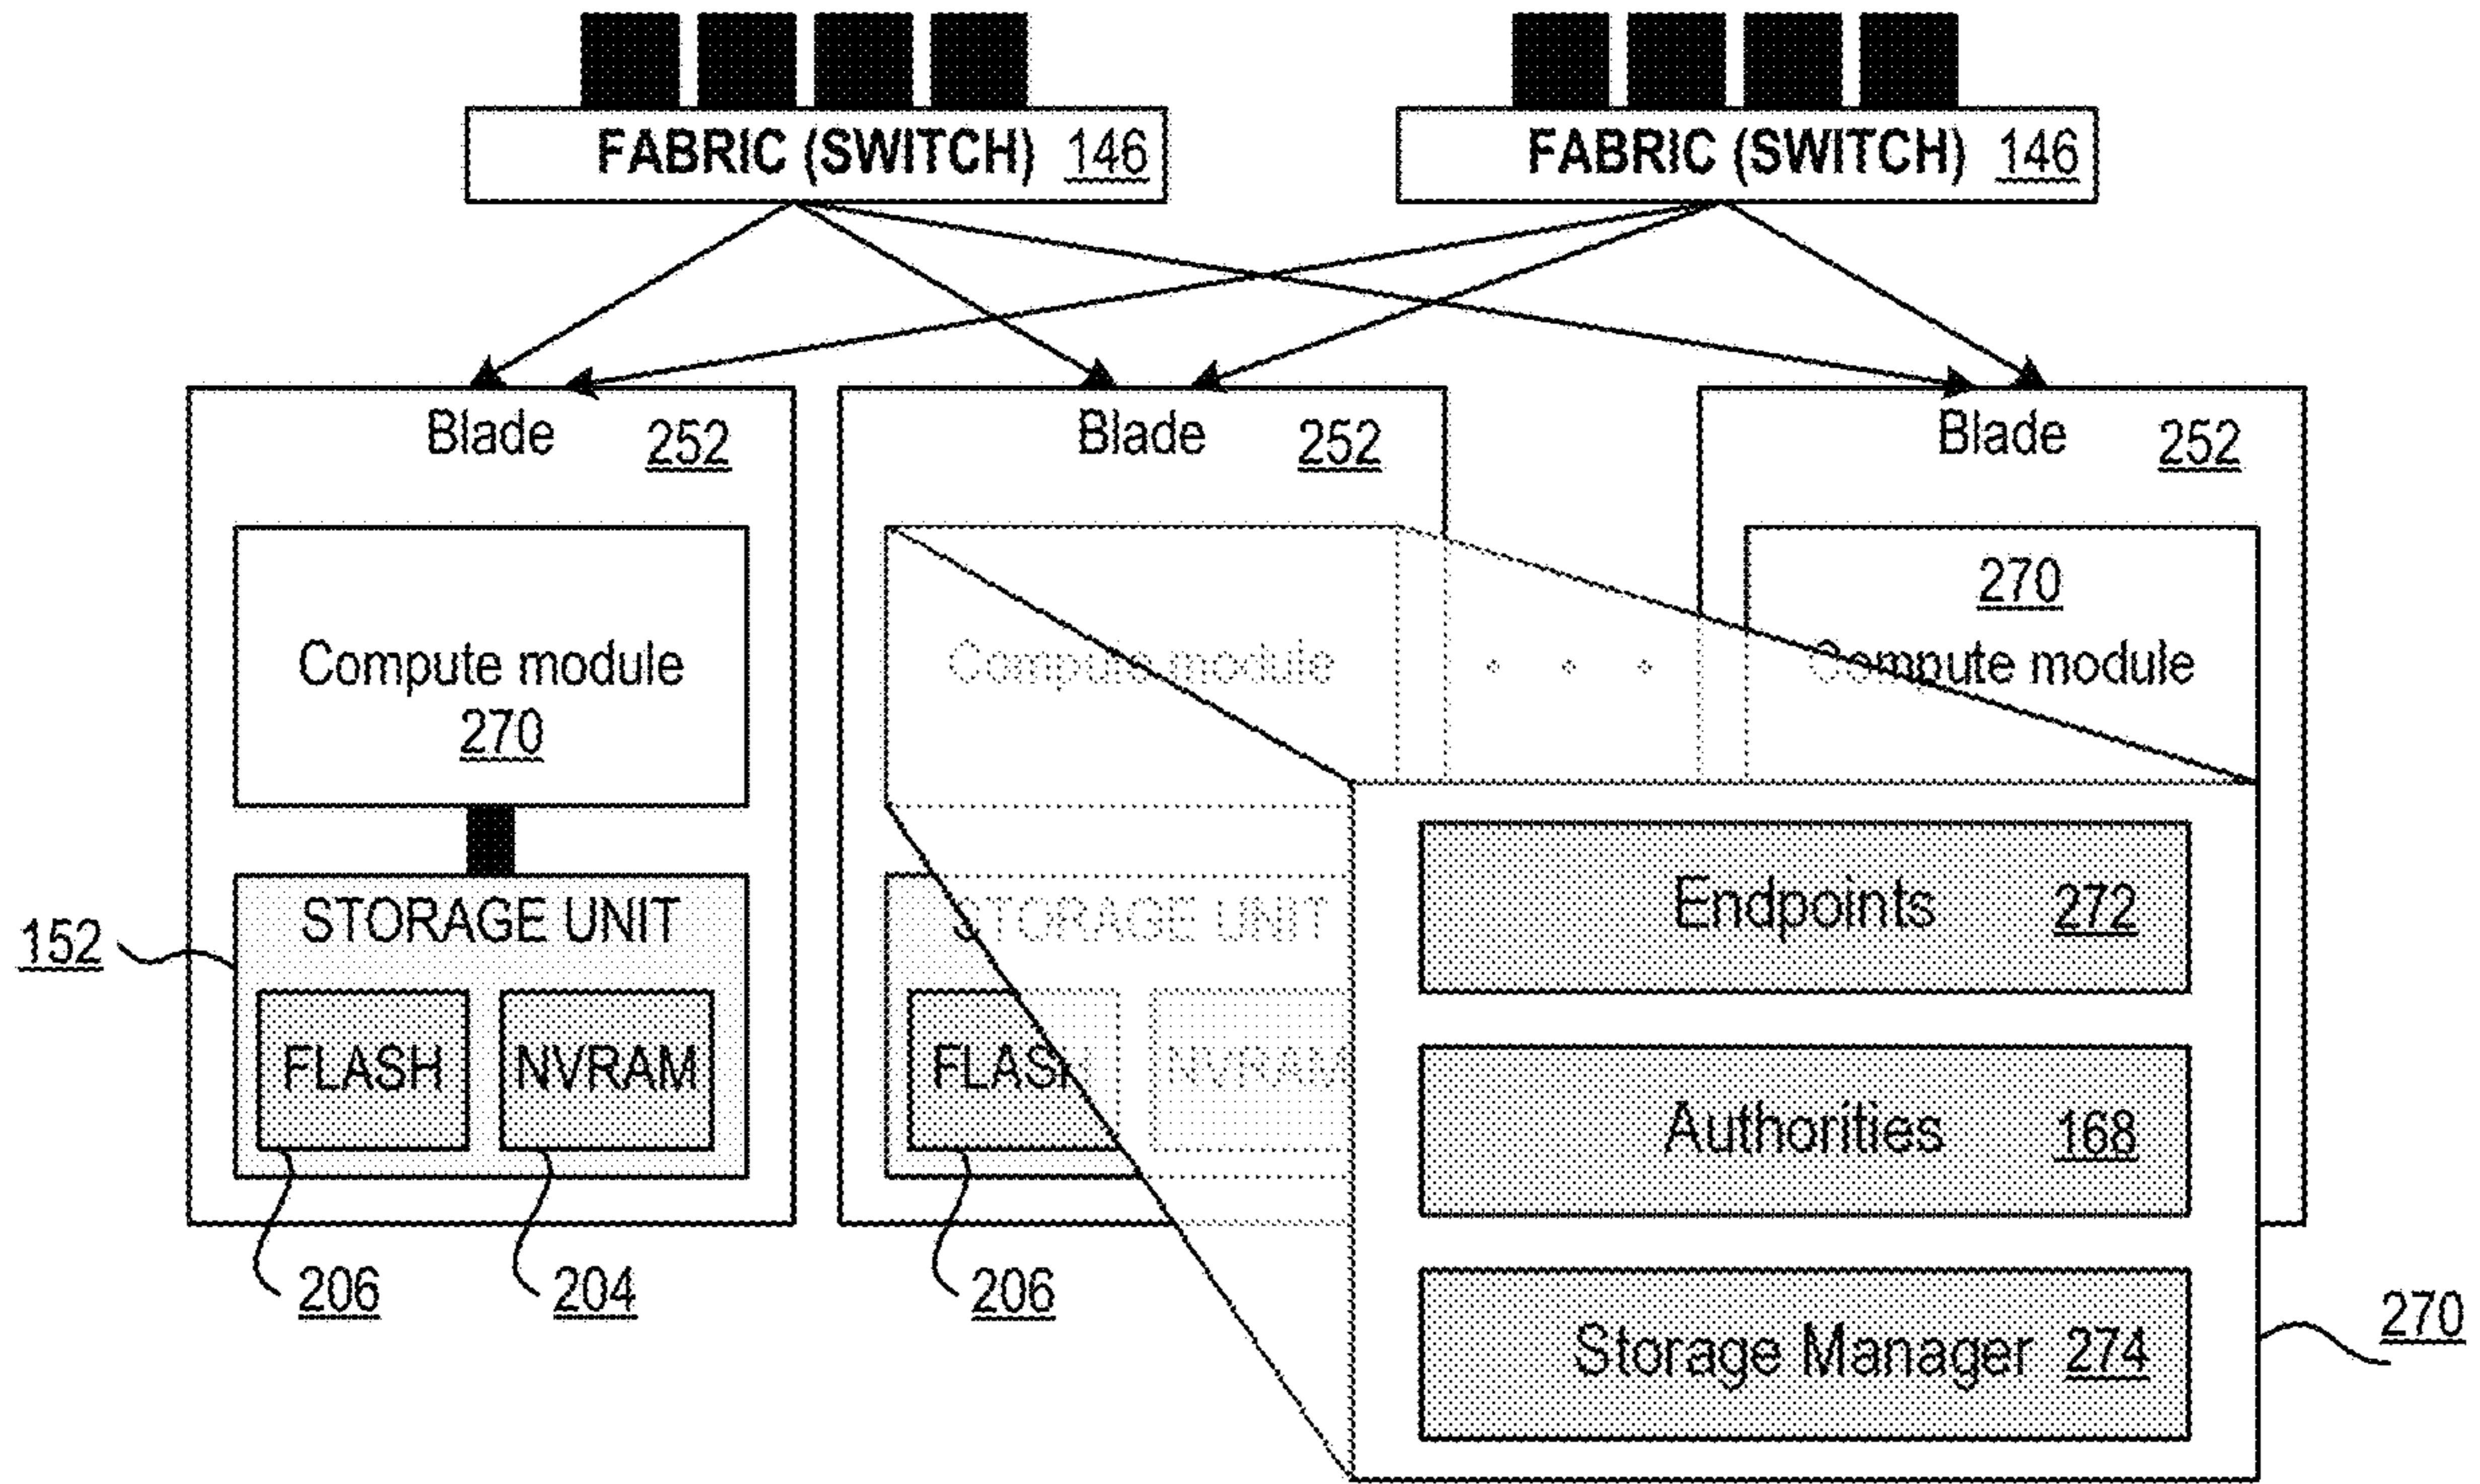 FABRIC (SWITCH) 146
FABRIC (SWITCH) 146
Blade 252
Blade 252
Blade 252
Compute module
270
Compute module
. . .
270
Compute module
152
STORAGE UNIT
FLASH
NVRAM
STORAGE UNIT
FLASH
NVRAM
206
204
206
Endpoints 272
Authorities 168
Storage Manager 274
270